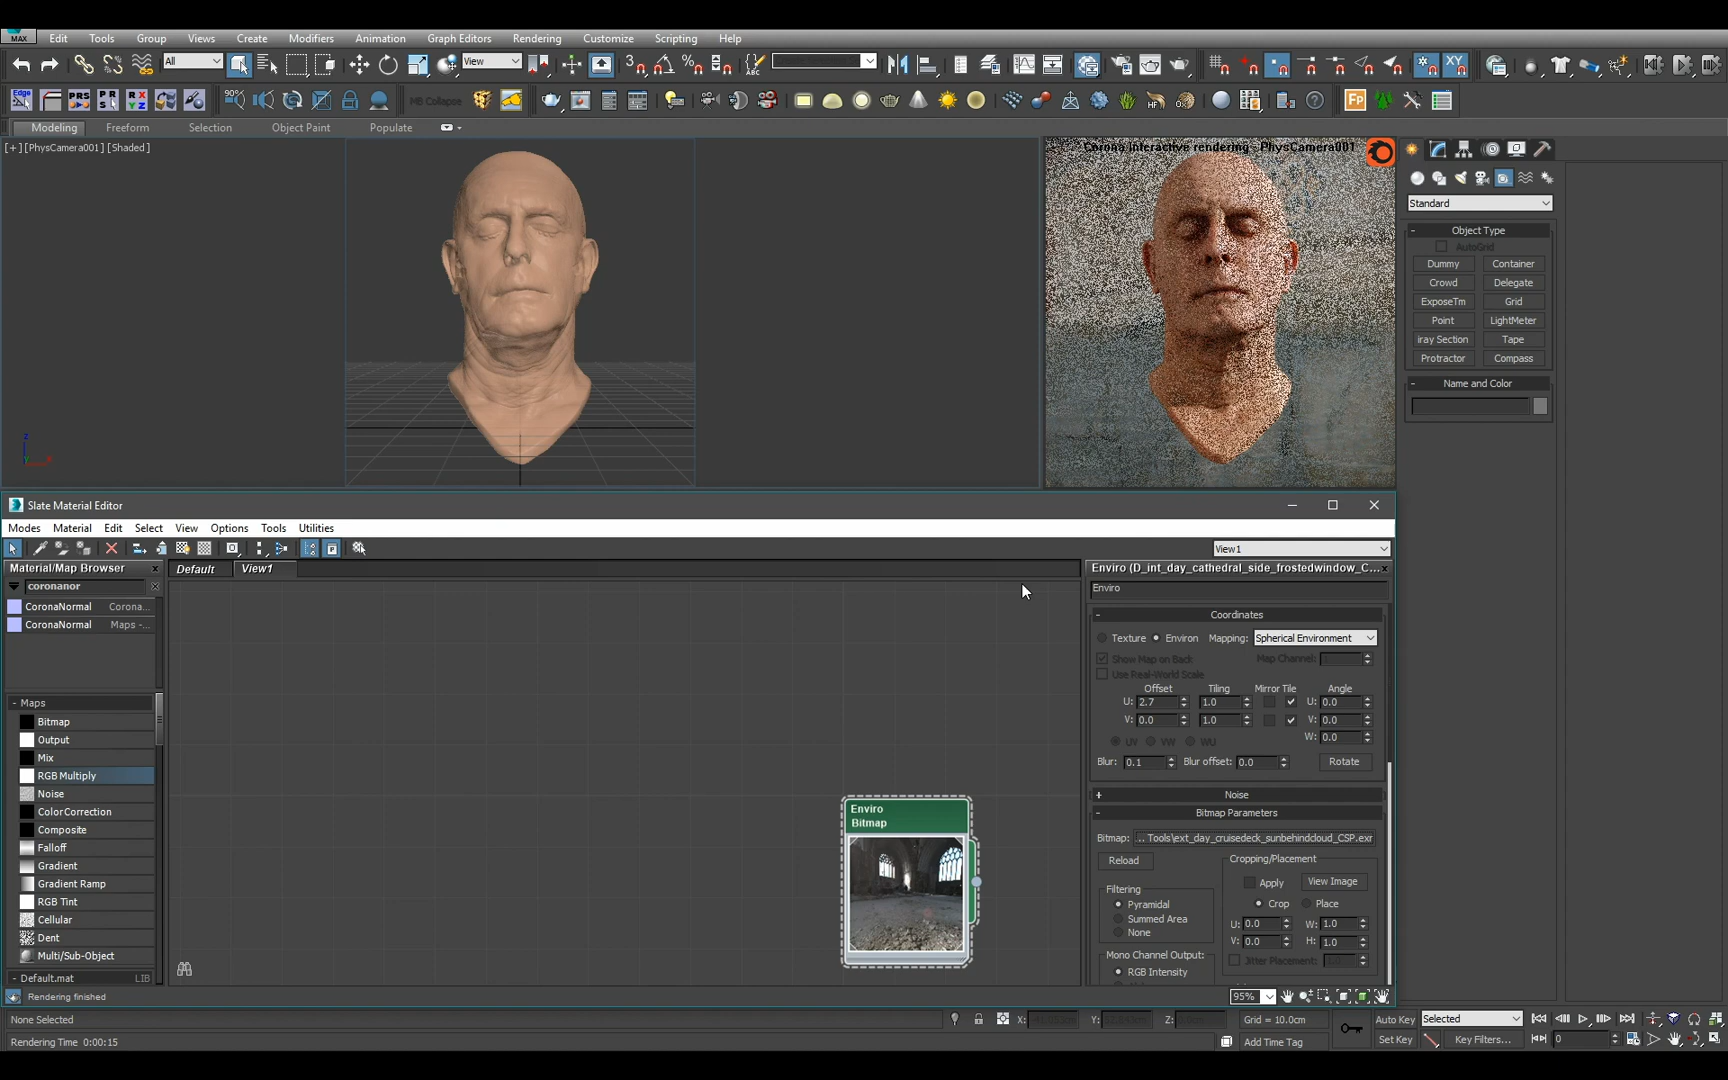 MAX Edit Tools Group Views Create Modifiers Animation Graph Editors Rendering Customize Scripting Help
All View
Edge PRS MB Collapse HF Fp
Modeling Freeform Selection Object Paint Populate
[+] [PhysCamera001] [Shaded]
Corona Interactive rendering - PhysCamera001
Standard
- Object Type
AutoGrid
Dummy Container
Crowd Delegate
ExposeTm Grid
Point LightMeter
iray Section Tape
Protractor Compass
- Name and Color
Slate Material Editor
Modes Material Edit Select View Options Tools Utilities
View1
Material/Map Browser
coronanor
CoronaNormal Corona...
CoronaNormal Maps -...
- Maps
Bitmap
Output
Mix
RGB Multiply
Noise
ColorCorrection
Composite
Falloff
Gradient
Gradient Ramp
RGB Tint
Cellular
Dent
Multi/Sub-Object
- Default.mat LIB
Default View1
Enviro
Bitmap
Enviro (D_int_day_cathedral_side_frostedwindow_C...
Enviro
- Coordinates
Texture Environ Mapping: Spherical Environment
Show Map on Back Map Channel:
Use Real-World Scale
Offset Tiling Mirror Tile Angle
U: 2.7 1.0 U: 0.0
V: 0.0 1.0 V: 0.0
W: 0.0
UV VW WU
Blur: 0.1 Blur offset: 0.0 Rotate
+ Noise
- Bitmap Parameters
Bitmap: ... Tools\ext_day_cruisedeck_sunbehindcloud_CSP.exr
Reload Cropping/Placement
Apply View Image
Filtering
Pyramidal Crop Place
Summed Area U: 0.0 W: 1.0
None V: 0.0 H: 1.0
Mono Channel Output: Jitter Placement:
RGB Intensity
Rendering finished
95%
None Selected X: Y: Z: Grid = 10.0cm Auto Key Selected
Rendering Time 0:00:15 Add Time Tag Set Key Key Filters... 0